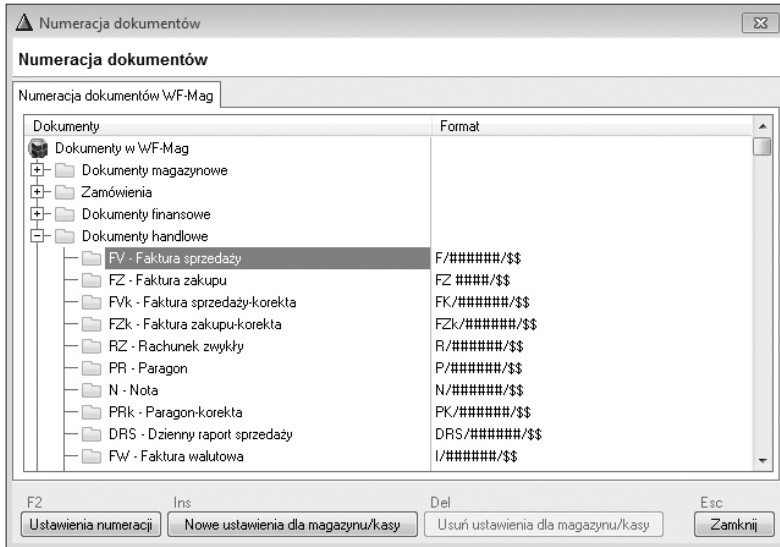 Numeracja dokumentów
Numeracja dokumentów
Numeracja dokumentów WF-Mag
Dokumenty Format
Dokumenty w WF-Mag
Dokumenty magazynowe
Zamówienia
Dokumenty finansowe
Dokumenty handlowe
FV - Faktura sprzedaży F/######/$$
FZ - Faktura zakupu FZ ####/$$
FVk - Faktura sprzedaży-korekta FK/######/$$
FZk - Faktura zakupu-korekta FZk/######/$$
RZ - Rachunek zwykły R/######/$$
PR - Paragon P/######/$$
N - Nota N/######/$$
PRk - Paragon-korekta PK/######/$$
DRS - Dzienny raport sprzedaży DRS/######/$$
FW - Faktura walutowa I/######/$$
F2 Ins Del Esc
Ustawienia numeracji Nowe ustawienia dla magazynu/kasy Usuń ustawienia dla magazynu/kasy Zamknij